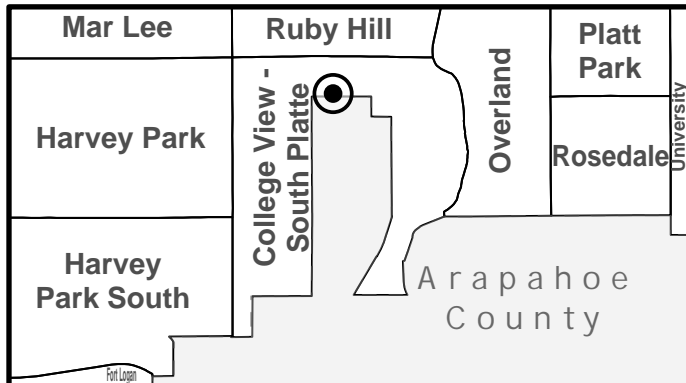 Mar Lee
Ruby Hill
Platt
Park
Overland
College View -
South Platte
Harvey Park
Rosedale
University
Harvey
Park South
Arapahoe
County
Fort Logan